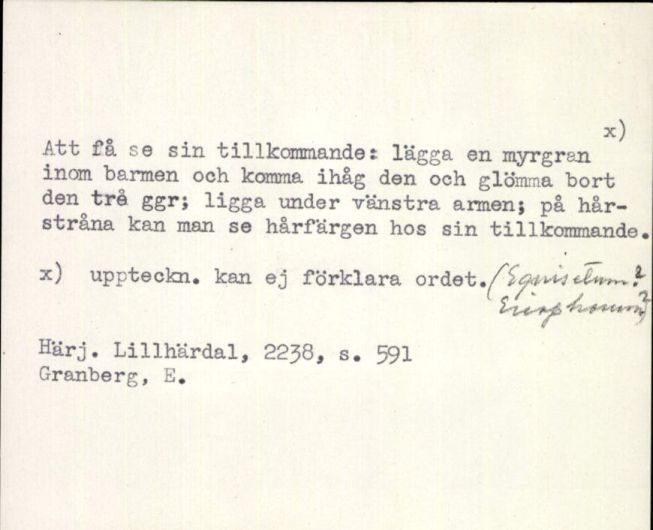 x)
Att få se sin tillkommande: lägga en myrgran
inom barmen och komma ihåg den och glömma bort
den tre ggr; ligga under vänstra armen; på hår-
stråna kan man se hårfärgen hos sin tillkommande.
x) uppteckn. kan ej förklara ordet. (Equisetum?
Eriophorum?)
Härj. Lillhärdal, 2238, s. 591
Granberg, E.